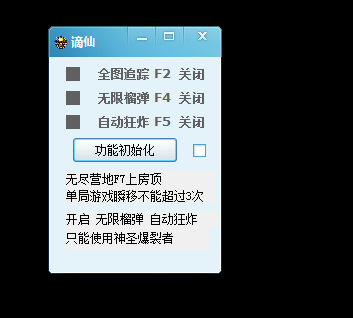 谪仙
全图追踪 F2 关闭
无限榴弹 F4 关闭
自动狂炸 F5 关闭
功能初始化
无尽营地F7上房顶
单局游戏瞬移不能超过3次
开启 无限榴弹 自动狂炸
只能使用神圣爆裂者